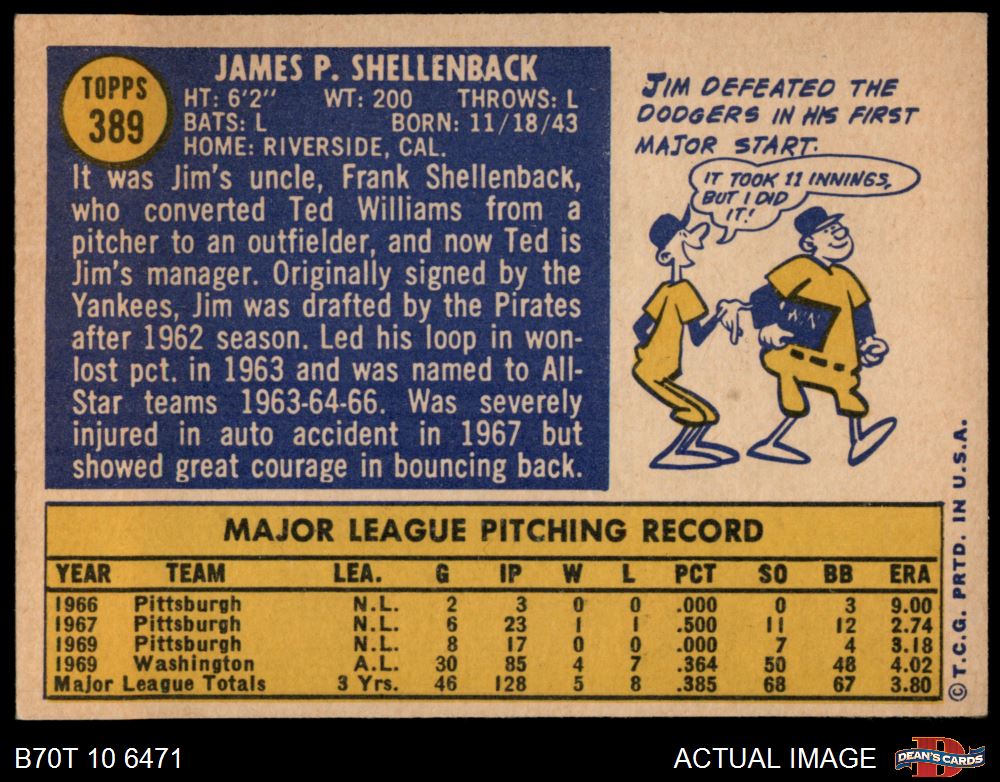 TOPPS
389
JAMES P. SHELLENBACK
HT: 6'2" WT: 200 THROWS: L
BATS: L BORN: 11/18/43
HOME: RIVERSIDE, CAL.
It was Jim's uncle, Frank Shellenback,
who converted Ted Williams from a
pitcher to an outfielder, and now Ted is
Jim's manager. Originally signed by the
Yankees, Jim was drafted by the Pirates
after 1962 season. Led his loop in won-
lost pct. in 1963 and was named to All-
Star teams 1963-64-66. Was severely
injured in auto accident in 1967 but
showed great courage in bouncing back.
JIM DEFEATED THE
DODGERS IN HIS FIRST
MAJOR START.
IT TOOK 11 INNINGS,
BUT I DID
IT!
WIN
MAJOR LEAGUE PITCHING RECORD
YEAR TEAM LEA. G IP W L PCT SO BB ERA
1966 Pittsburgh N.L. 2 3 0 0 .000 0 3 9.00
1967 Pittsburgh N.L. 6 23 1 1 .500 11 12 2.74
1969 Pittsburgh N.L. 8 17 0 0 .000 7 4 3.18
1969 Washington A.L. 30 85 4 7 .364 50 48 4.02
Major League Totals 3 Yrs. 46 128 5 8 .385 68 67 3.80
© T.C.G. PRTD. IN U.S.A.
B70T 10 6471
ACTUAL IMAGE
D
DEAN'S CARDS